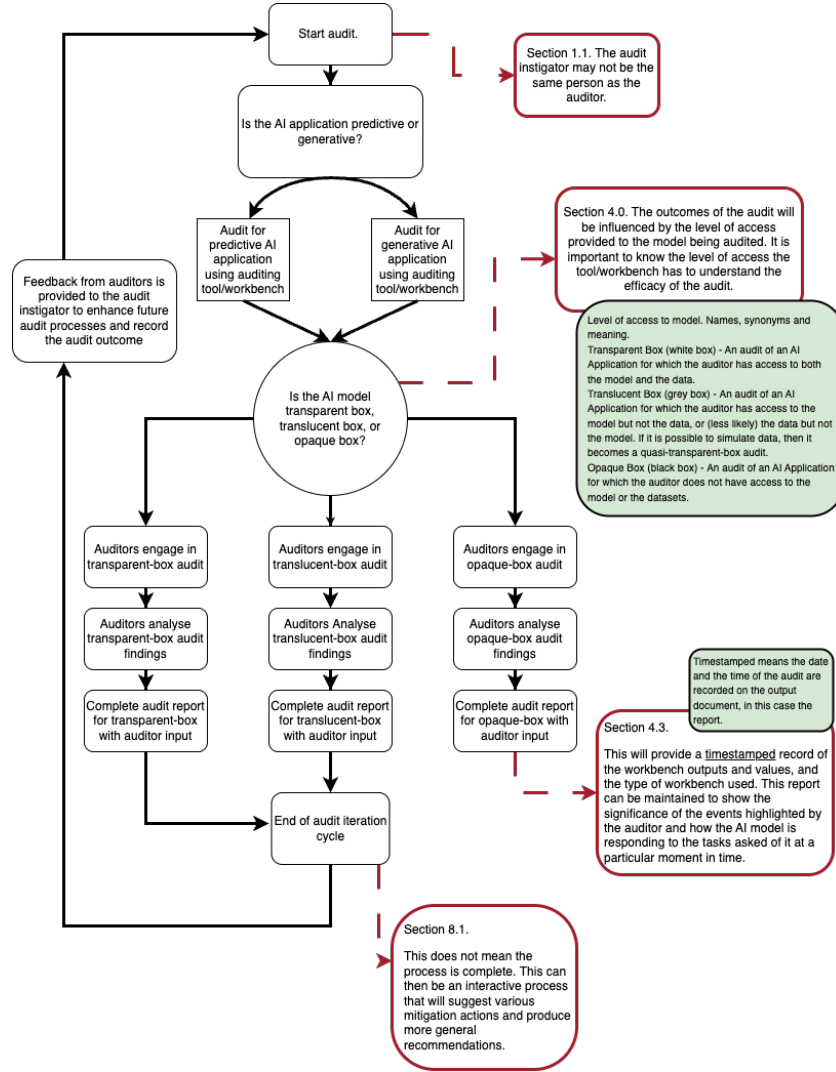 Start audit.
Section 1.1. The audit
instigator may not be the
same person as the
auditor.
Is the AI application predictive or
generative?
Audit for
predictive AI
application
using auditing
tool/workbench
Audit for
generative AI
application
using auditing
tool/workbench
Section 4.0. The outcomes of the audit will
be influenced by the level of access
provided to the model being audited. It is
important to know the level of access the
tool/workbench has to understand the
efficacy of the audit.
Feedback from auditors is
provided to the audit
instigator to enhance future
audit processes and record
the audit outcome
Level of access to model. Names, synonyms and
meaning.
Transparent Box (white box) - An audit of an AI
Application for which the auditor has access to both
the model and the data.
Translucent Box (grey box) - An audit of an AI
Application for which the auditor has access to the
model but not the data, or (less likely) the data but not
the model. If it is possible to simulate data, then it
becomes a quasi-transparent-box audit.
Opaque Box (black box) - An audit of an AI Application
for which the auditor does not have access to the
model or the datasets.
Is the AI model
transparent box,
translucent box, or
opaque box?
Auditors engage in
transparent-box audit
Auditors engage in
translucent-box audit
Auditors engage in
opaque-box audit
Auditors analyse
transparent-box audit
findings
Auditors Analyse
translucent-box audit
findings
Auditors analyse
opaque-box audit
findings
Complete audit report
for transparent-box
with auditor input
Complete audit report
for translucent-box
with auditor input
Complete audit report
for opaque-box with
auditor input
Timestamped means the date
and the time of the audit are
recorded on the output
document, in this case the
report.
Section 4.3.
This will provide a timestamped record of
the workbench outputs and values, and
the type of workbench used. This report
can be maintained to show the
significance of the events highlighted by
the auditor and how the AI model is
responding to the tasks asked of it at a
particular moment in time.
End of audit iteration
cycle
Section 8.1.
This does not mean the
process is complete. This can
then be an interactive process
that will suggest various
mitigation actions and produce
more general
recommendations.